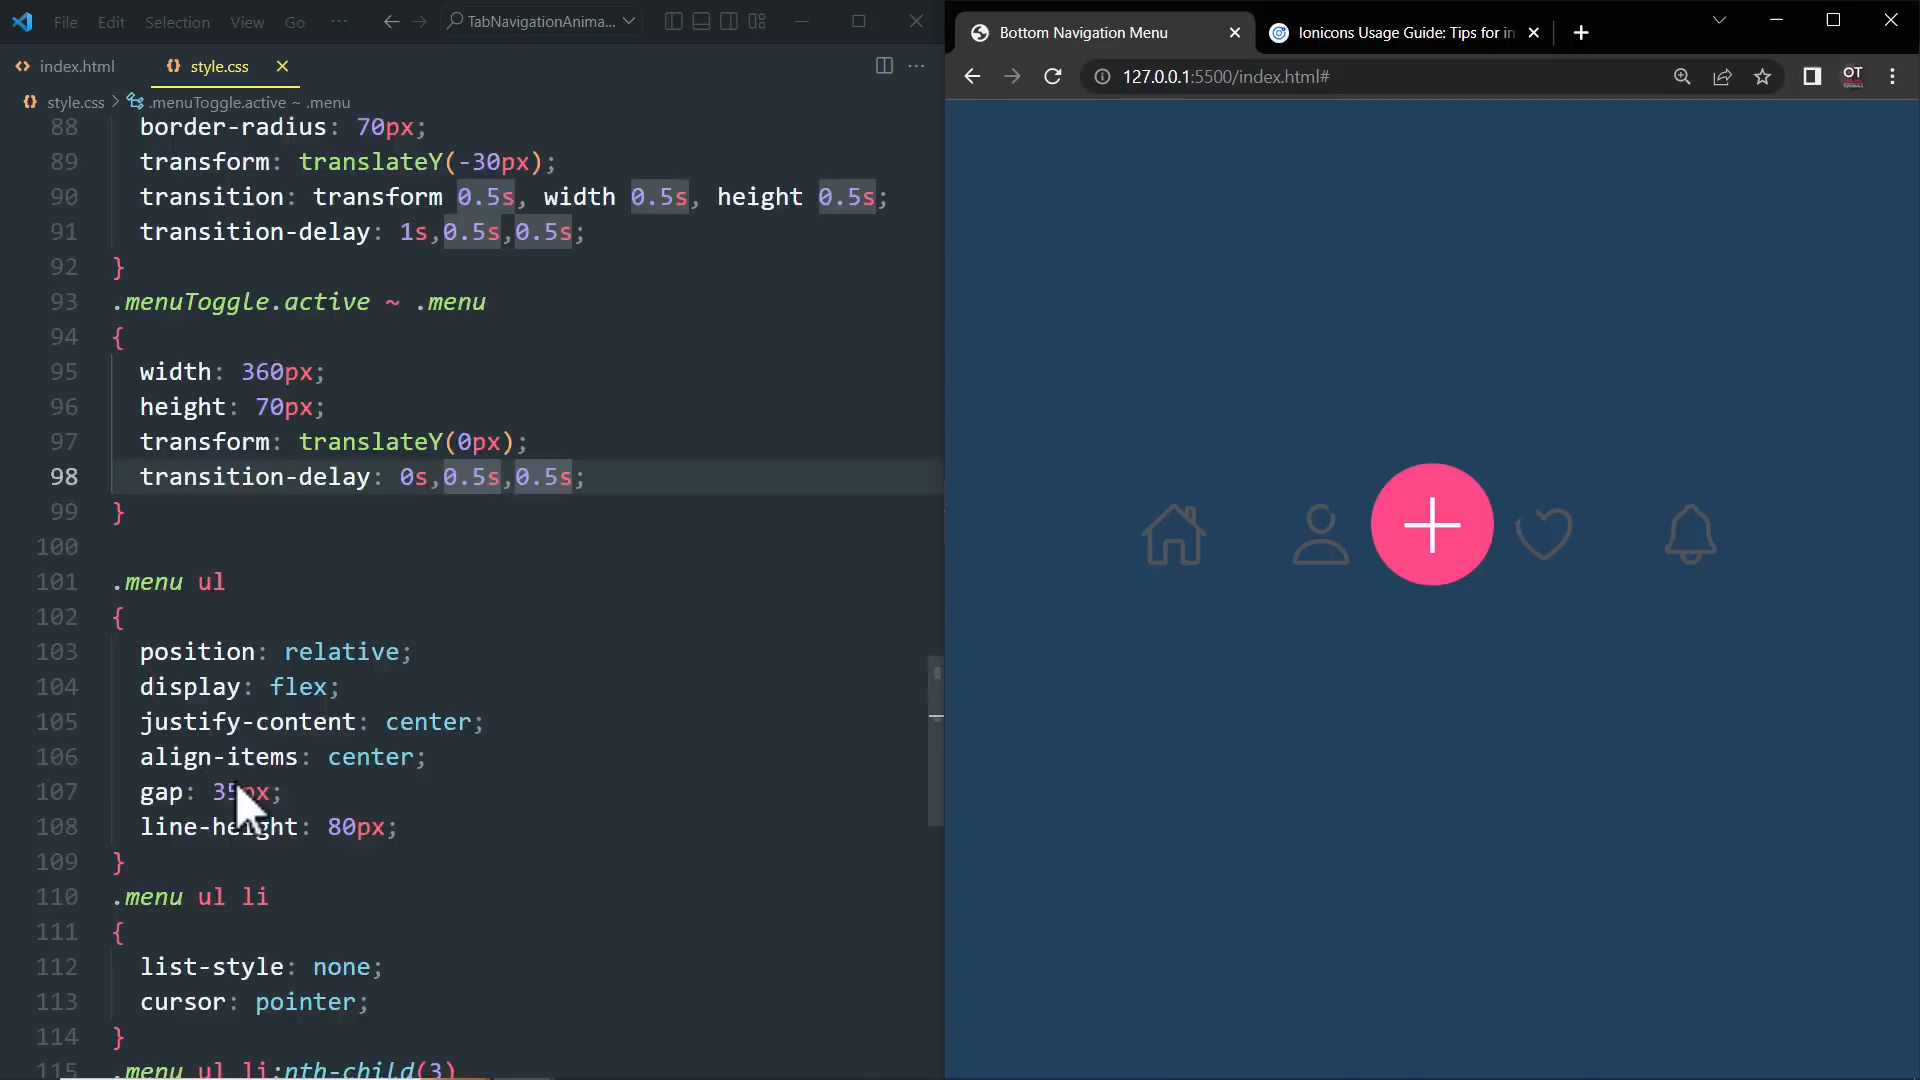 File Edit Selection View Go ··· TabNavigationAnima...
index.html style.css
style.css > .menuToggle.active ~ .menu
88 border-radius: 70px;
89 transform: translateY(-30px);
90 transition: transform 0.5s, width 0.5s, height 0.5s;
91 transition-delay: 1s,0.5s,0.5s;
92 }
93 .menuToggle.active ~ .menu
94 {
95 width: 360px;
96 height: 70px;
97 transform: translateY(0px);
98 transition-delay: 0s,0.5s,0.5s;
99 }
100
101 .menu ul
102 {
103 position: relative;
104 display: flex;
105 justify-content: center;
106 align-items: center;
107 gap: 35px;
108 line-height: 80px;
109 }
110 .menu ul li
111 {
112 list-style: none;
113 cursor: pointer;
114 }
115 .menu ul li:nth-child(3)
Bottom Navigation Menu Ionicons Usage Guide: Tips for in
127.0.0.1:5500/index.html#
OT